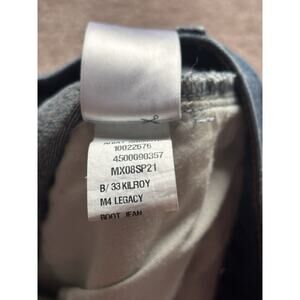 10022676
4500090357
MX08SP21
B/ 33 KILROY
M4 LEGACY
BOOT JEAN